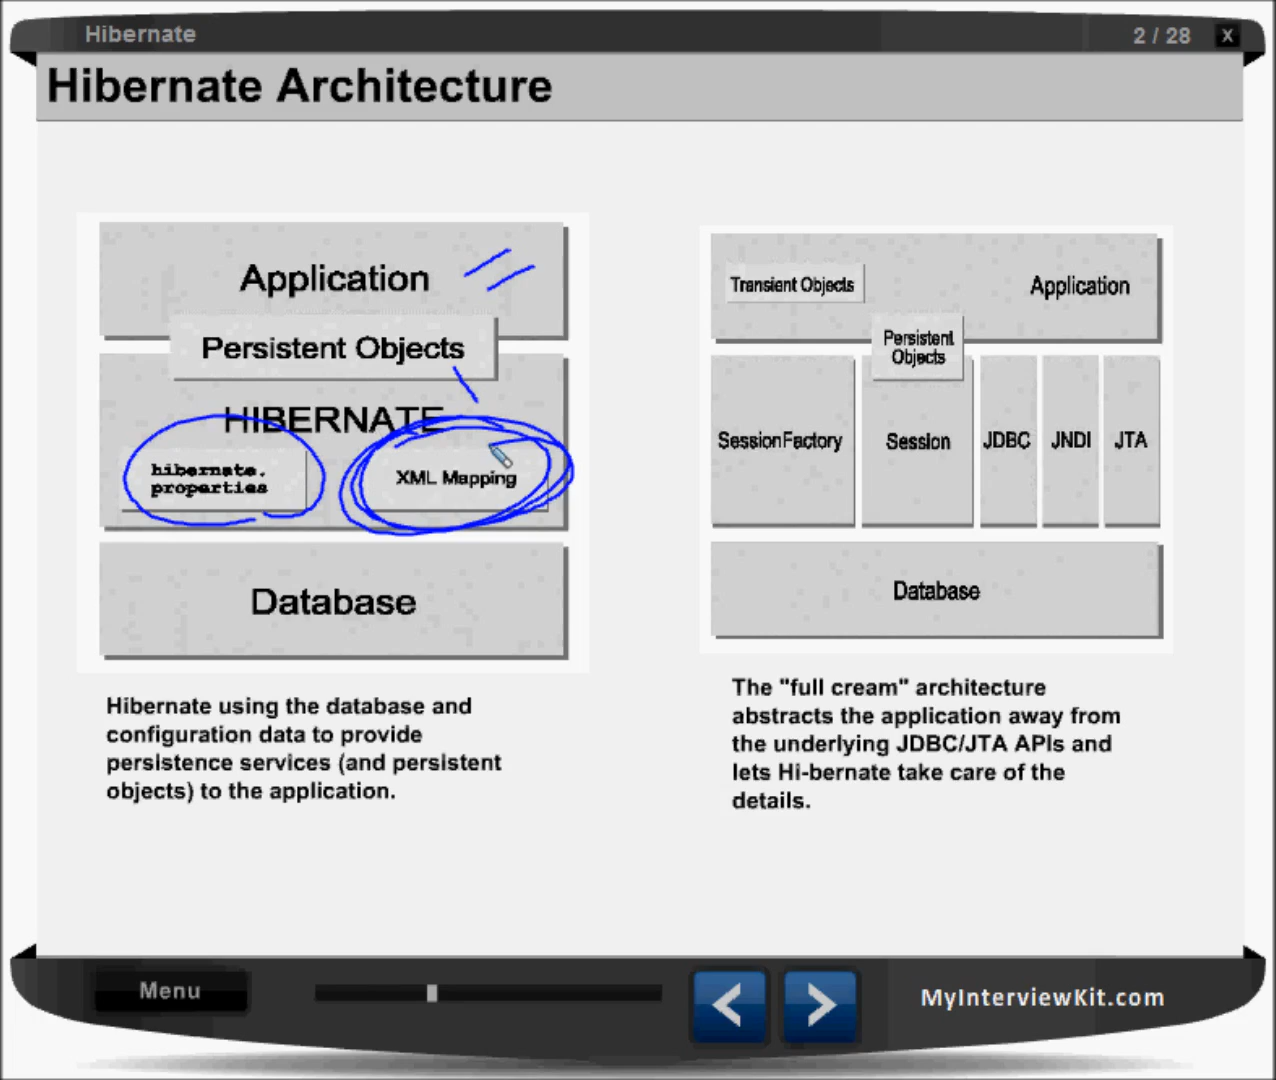 Hibernate
2 / 28
X
Hibernate Architecture
Application
Persistent Objects
HIBERNATE
hibernate.
properties
XML Mapping
Database
Hibernate using the database and
configuration data to provide
persistence services (and persistent
objects) to the application.
Transient Objects
Application
Persistent
Objects
SessionFactory
Session
JDBC
JNDI
JTA
Database
The "full cream" architecture
abstracts the application away from
the underlying JDBC/JTA APIs and
lets Hi-bernate take care of the
details.
Menu
MyInterviewKit.com